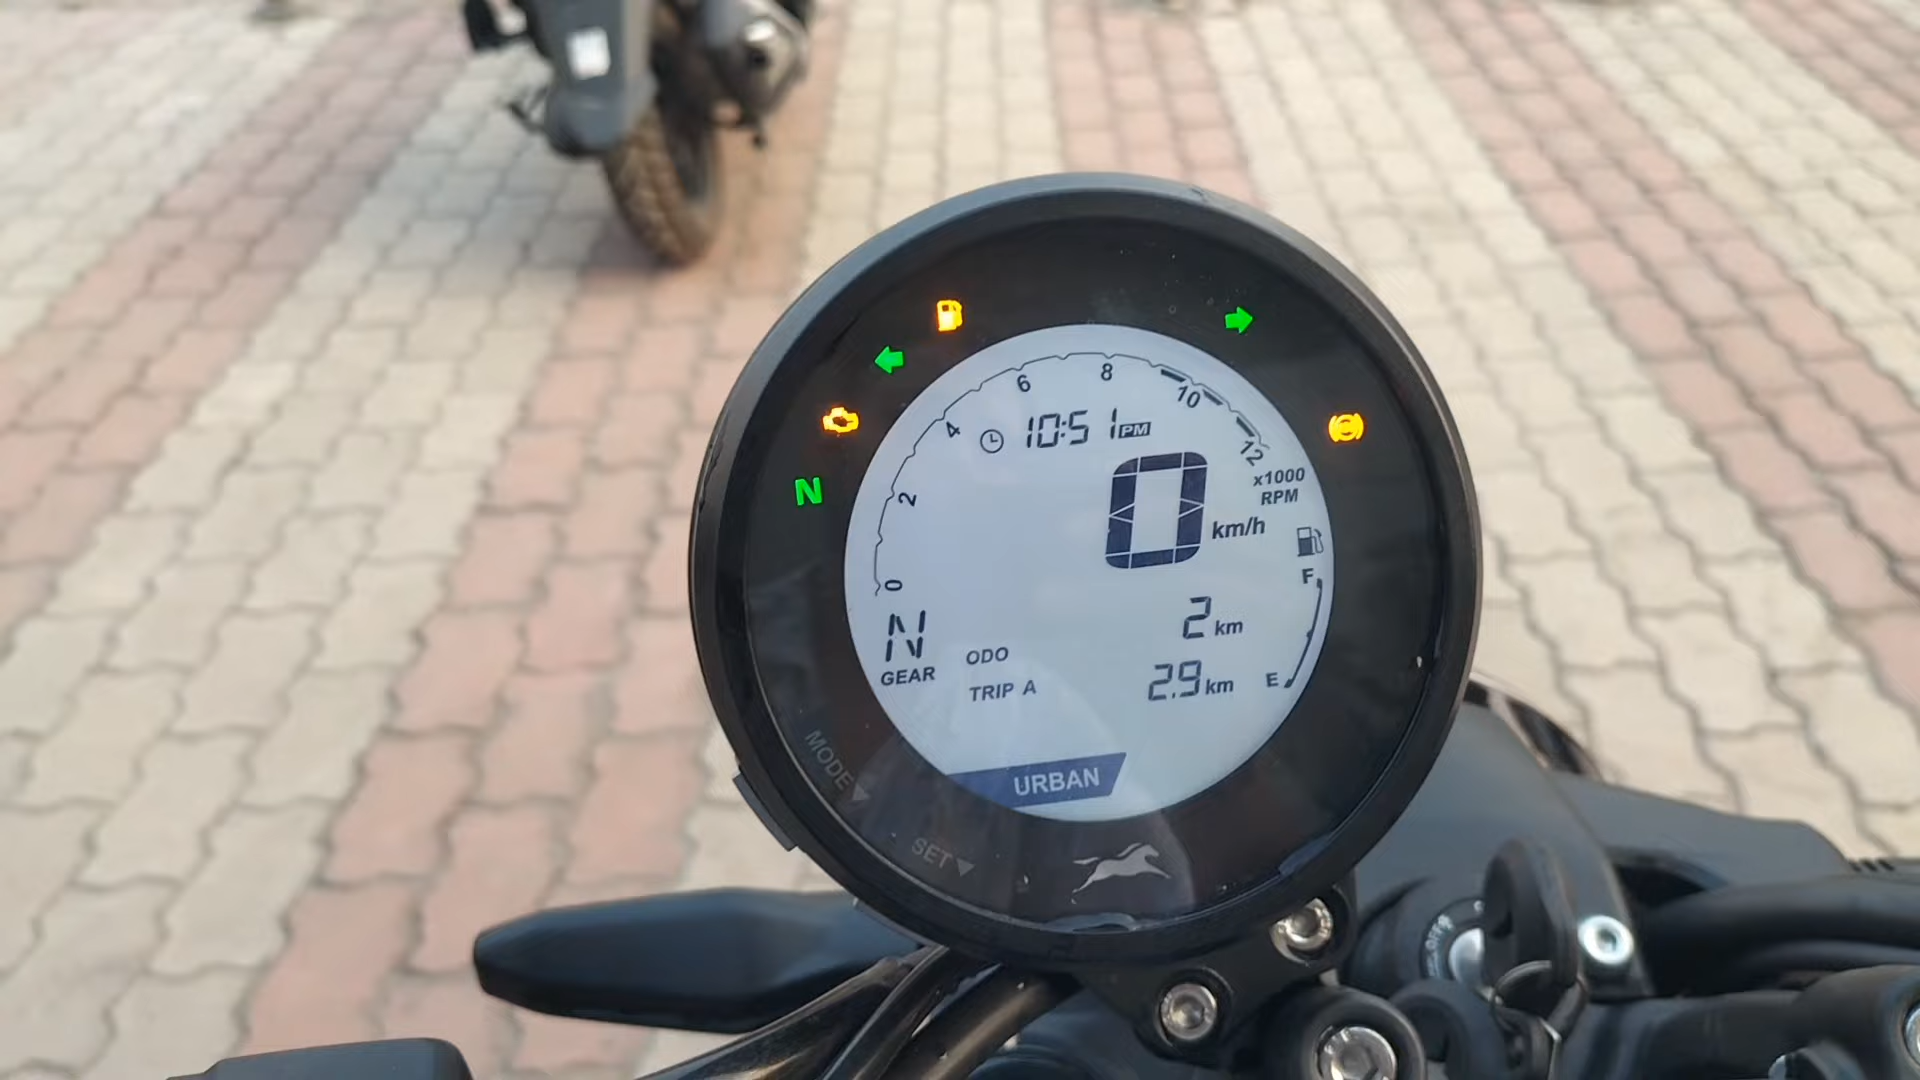 6 8
4 10
10:51 PM
12
x1000
RPM
2
0
km/h
N
F
0
2 km
N
ODO
GEAR
TRIP A 2.9 km
E
MODE
URBAN
SET
OFF